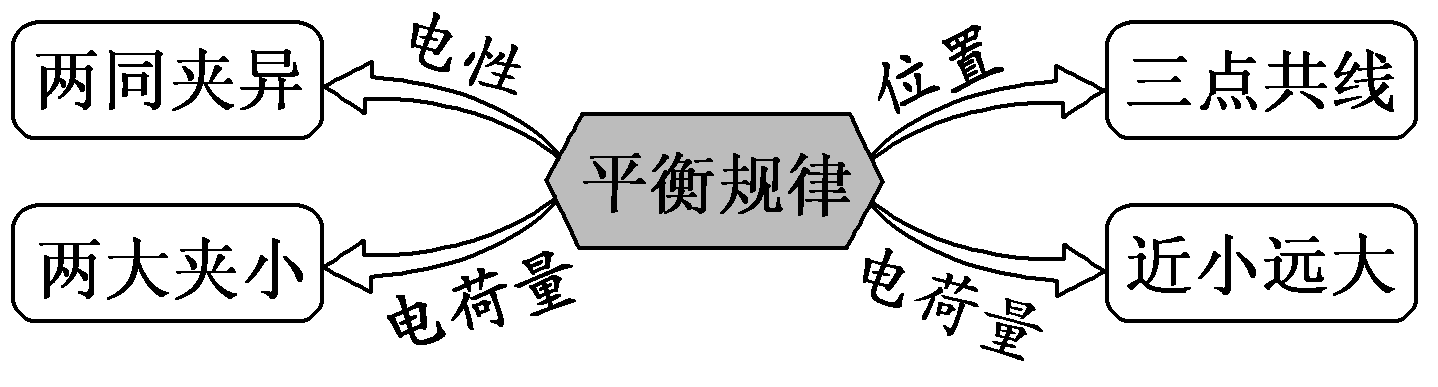 两同夹异
电性
位置
三点共线
平衡规律
两大夹小
电荷量
电荷量
近小远大